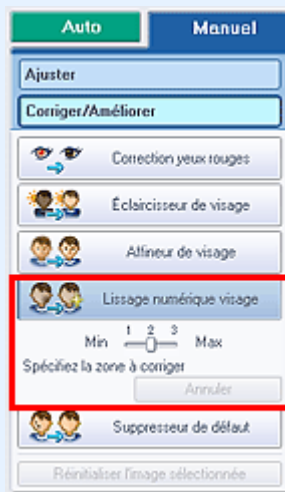 Auto Manuel
Ajuster
Corriger/Améliorer
Correction yeux rouges
Éclaircisseur de visage
Affineur de visage
Lissage numérique visage
1 2 3
Min Max
Spécifiez la zone à corriger
Annuler
Suppresseur de défaut
Réinitialiser l'image sélectionnée